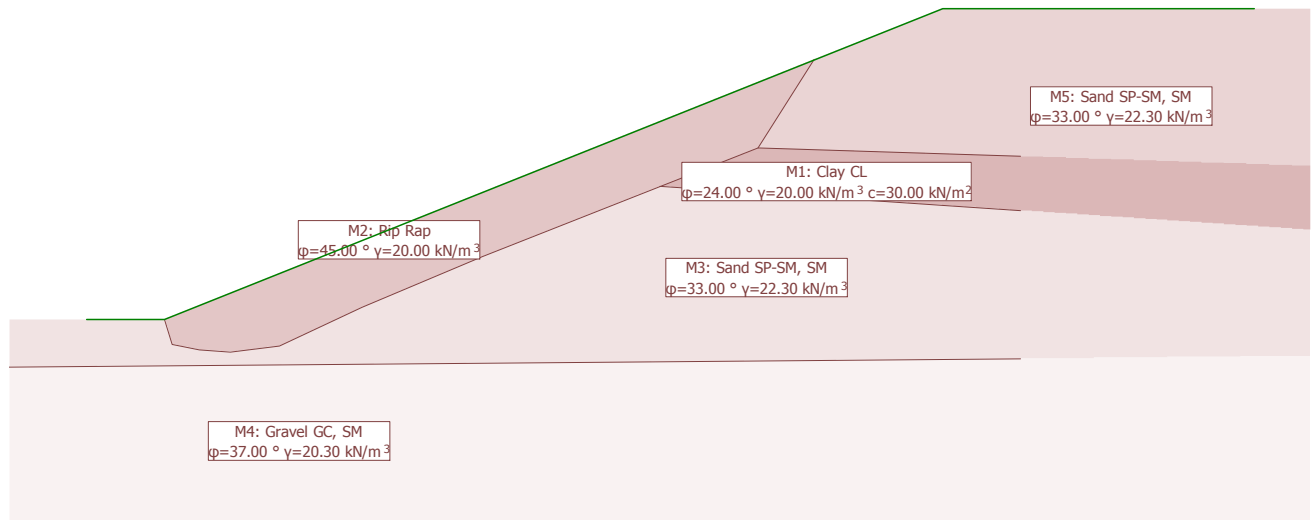 M5: Sand SP-SM, SM
φ=33.00 ° γ=22.30 kN/m³
M1: Clay CL
φ=24.00 ° γ=20.00 kN/m³ c=30.00 kN/m²
M2: Rip Rap
φ=45.00 ° γ=20.00 kN/m³
M3: Sand SP-SM, SM
φ=33.00 ° γ=22.30 kN/m³
M4: Gravel GC, SM
φ=37.00 ° γ=20.30 kN/m³